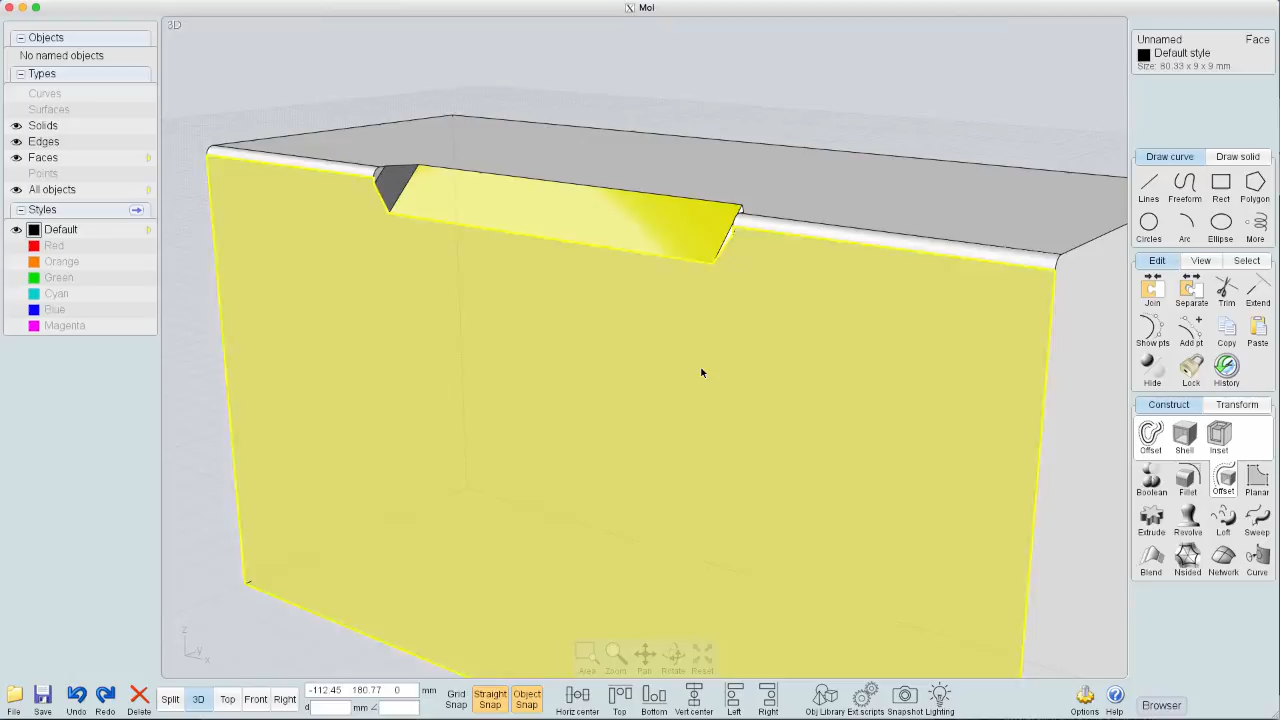 MoI
Objects
No named objects
Types
Curves
Surfaces
Solids
Edges
Faces
Points
All objects
Styles
Default
Red
Orange
Green
Cyan
Blue
Magenta
3D
z
y
x
Area Zoom Pan Rotate Reset
Unnamed Face
Default style
Size: 80.33 x 9 x 9 mm
Draw curve Draw solid
Lines Freeform Rect Polygon
Circles Arc Ellipse More
Edit View Select
Join Separate Trim Extend
Show pts Add pt Copy Paste
Hide Lock History
Construct Transform
Offset Shell Inset
Boolean Fillet Offset Planar
Extrude Revolve Loft Sweep
Blend Nsided Network Curve
File Save Undo Redo Delete
Split 3D Top Front Right
-112.45 180.77 0 mm
d mm
Grid Snap
Straight Snap
Object Snap
Horiz center Top Bottom Vert center Left Right
Obj Library Ext scripts Snapshot Lighting
Options Help
Browser